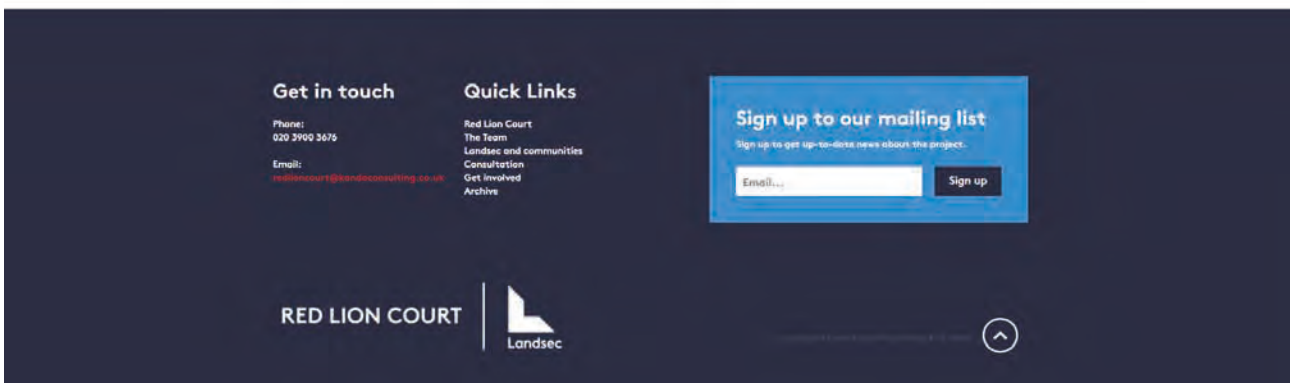 Get in touch
Phone:
020 3900 3676
Email:
redlioncourt@kandaconsulting.co.uk
Quick Links
Red Lion Court
The Team
Landsec and communities
Consultation
Get involved
Archive
Sign up to our mailing list
Sign up to get up-to-date news about the project.
Email...
Sign up
RED LION COURT
Landsec